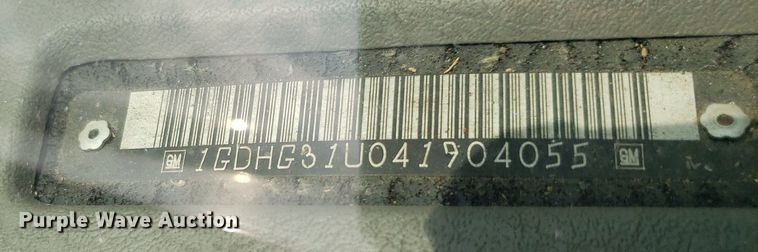 GM 1GDHG31U041904055 GM
Purple Wave Auction